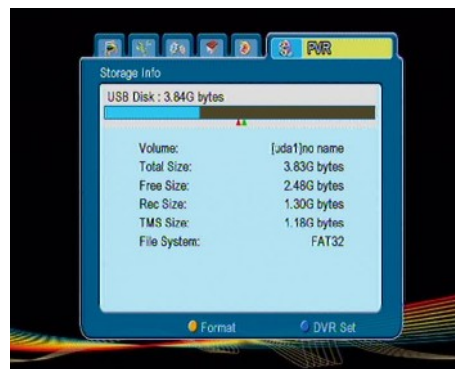 PVR
Storage Info
USB Disk : 3.84G bytes
Volume: [uda1]no name
Total Size: 3.83G bytes
Free Size: 2.48G bytes
Rec Size: 1.30G bytes
TMS Size: 1.18G bytes
File System: FAT32
Format DVR Set